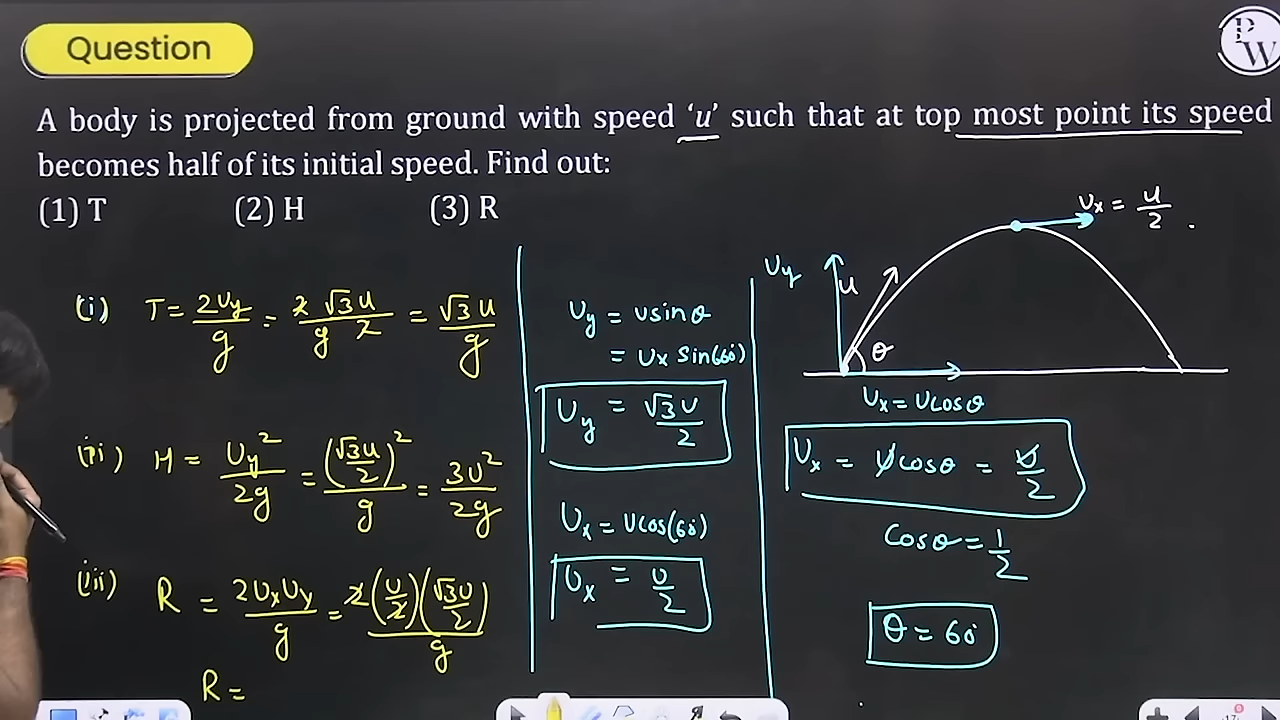 Question
PW
A body is projected from ground with speed ‘u’ such that at top most point its speed
becomes half of its initial speed. Find out:
(1) T (2) H (3) R
(i) T = 2Uy/g = 2√3u/g2 = √3u/g
(ii) H = Uy²/2g = (√3u/2)²/g = 3u²/2g
(iii) R = 2UxUy/g = 2(u/2)(√3u/2)/g
R =
Uy = usinθ
= Ux sin(60)
Uy = √3u/2
Ux = Ucos(60)
Ux = u/2
Ux = u/2
Uy
u
θ
Ux = Ucosθ
Ux = ucosθ = u/2
Cosθ = 1/2
θ = 60